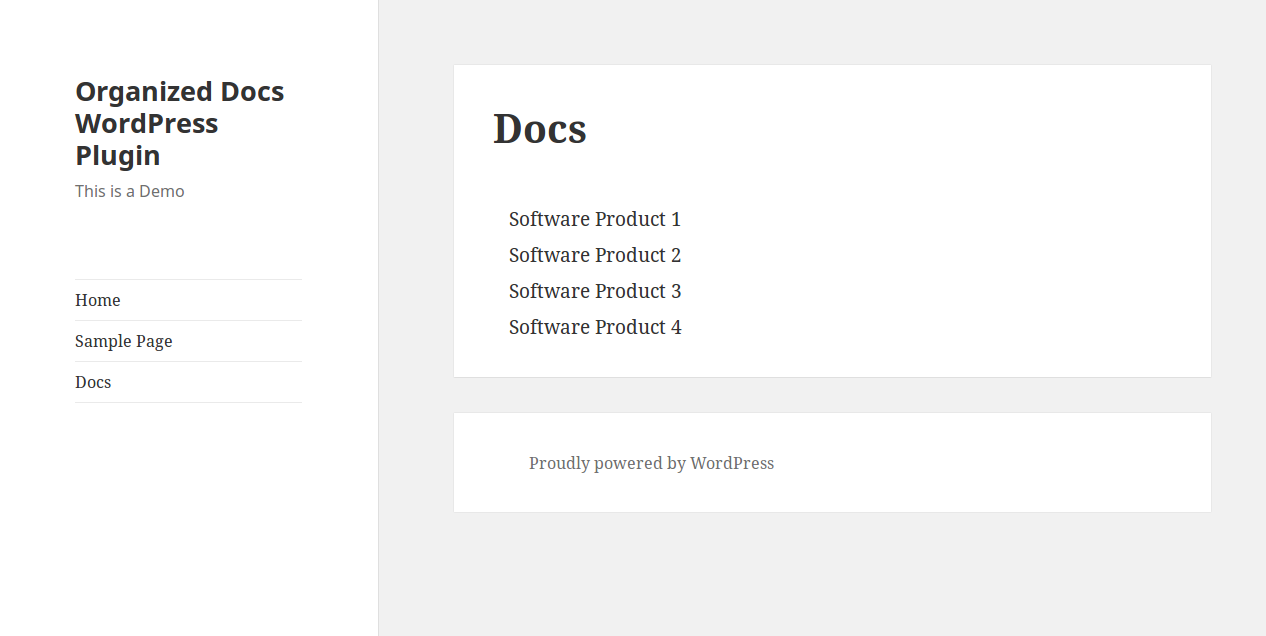 Organized Docs
WordPress
Plugin
This is a Demo
Home
Sample Page
Docs
Docs
Software Product 1
Software Product 2
Software Product 3
Software Product 4
Proudly powered by WordPress